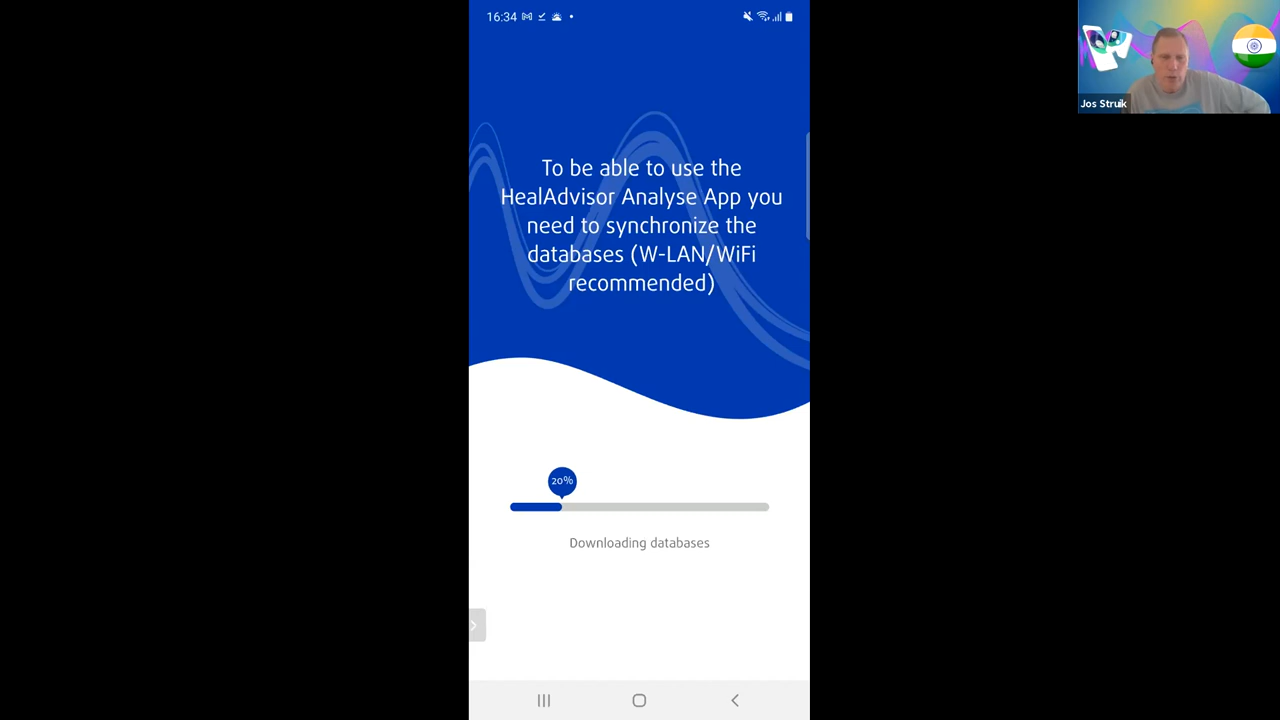 16:34
Jos Struik
To be able to use the
HealAdvisor Analyse App you
need to synchronize the
databases (W-LAN/WiFi
recommended)
20%
Downloading databases